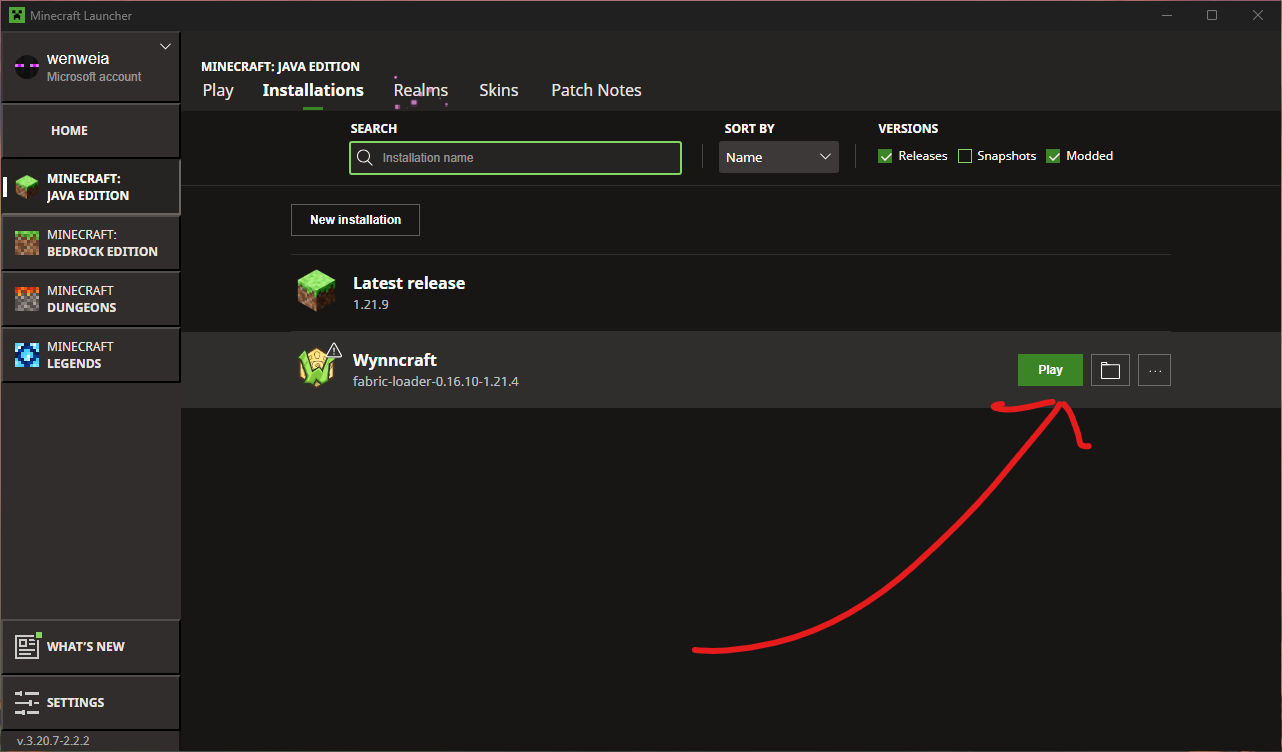 Minecraft Launcher
wenweia
Microsoft account
HOME
MINECRAFT:
JAVA EDITION
MINECRAFT:
BEDROCK EDITION
MINECRAFT
DUNGEONS
MINECRAFT
LEGENDS
WHAT'S NEW
SETTINGS
v.3.20.7-2.2.2
MINECRAFT: JAVA EDITION
Play Installations Realms Skins Patch Notes
SEARCH SORT BY VERSIONS
Installation name Name Releases Snapshots Modded
New installation
Latest release
1.21.9
Wynncraft
fabric-loader-0.16.10-1.21.4
Play